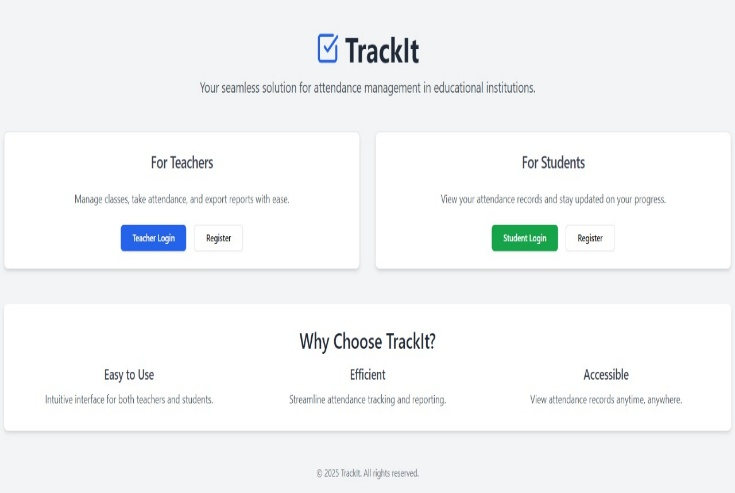 TrackIt
Your seamless solution for attendance management in educational institutions.
For Teachers
Manage classes, take attendance, and export reports with ease.
Teacher Login
Register
For Students
View your attendance records and stay updated on your progress.
Student Login
Register
Why Choose TrackIt?
Easy to Use
Intuitive interface for both teachers and students.
Efficient
Streamline attendance tracking and reporting.
Accessible
View attendance records anytime, anywhere.
© 2025 TrackIt. All rights reserved.